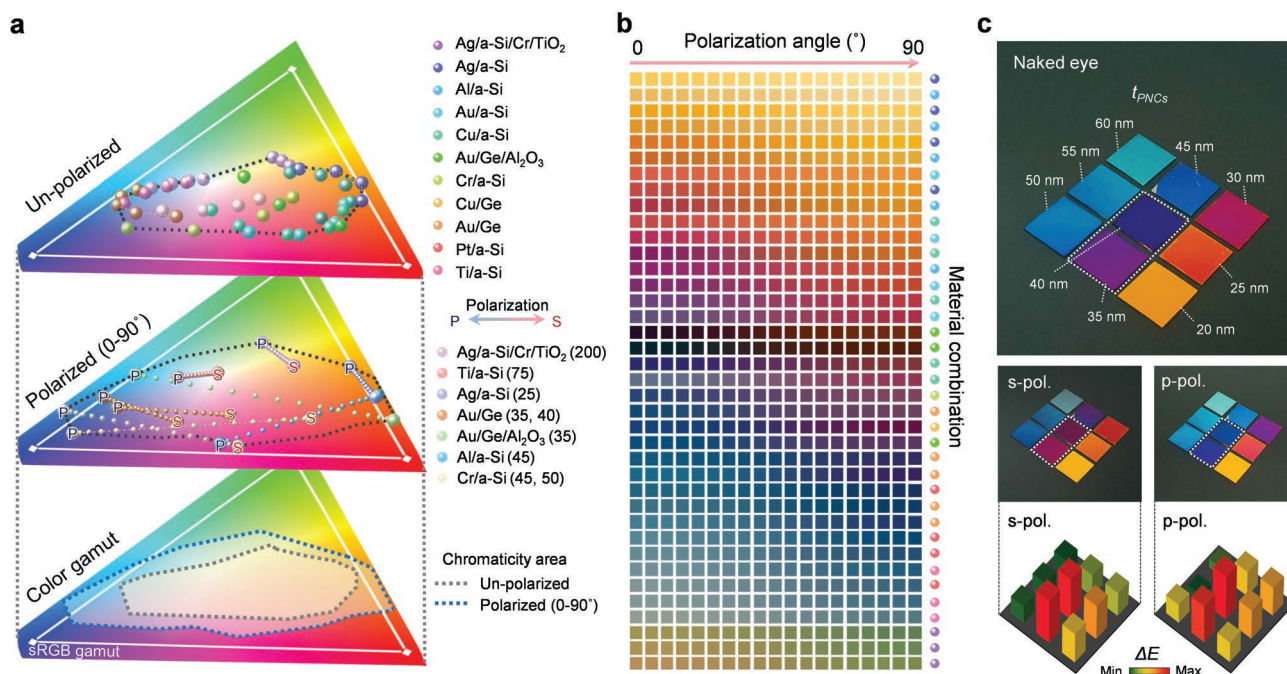 a
Un-polarized
Ag/a-Si/Cr/TiO₂
Ag/a-Si
Al/a-Si
Au/a-Si
Cu/a-Si
Au/Ge/Al₂O₃
Cr/a-Si
Cu/Ge
Au/Ge
Pt/a-Si
Ti/a-Si
Polarization
P S
Polarized (0-90˚)
P S
P S
P
P S
P S
P S
P
P S
Ag/a-Si/Cr/TiO₂ (200)
Ti/a-Si (75)
Ag/a-Si (25)
Au/Ge (35, 40)
Au/Ge/Al₂O₃ (35)
Al/a-Si (45)
Cr/a-Si (45, 50)
Color gamut
sRGB gamut
Chromaticity area
Un-polarized
Polarized (0-90˚)
b
Polarization angle (˚)
0 90
Material combination
c
Naked eye
tPNCs
60 nm
55 nm
45 nm
50 nm
30 nm
40 nm
25 nm
35 nm
20 nm
s-pol.
p-pol.
s-pol.
p-pol.
ΔE
Min Max